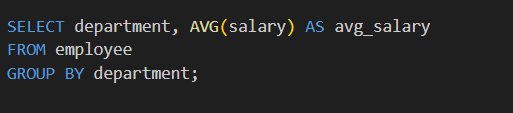 SELECT department, AVG(salary) AS avg_salary
FROM employee
GROUP BY department;